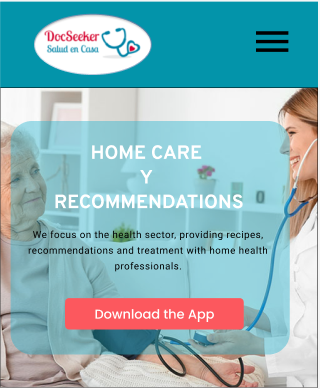 DocSeeker
Salud en Casa
HOME CARE
Y
RECOMMENDATIONS
We focus on the health sector, providing recipes,
recommendations and treatment with home health
professionals.
Download the App